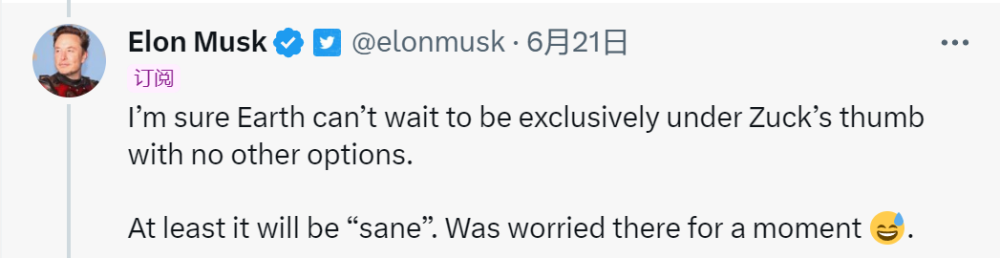 Elon Musk @elonmusk · 6月21日
订阅
I’m sure Earth can’t wait to be exclusively under Zuck’s thumb
with no other options.
At least it will be “sane”. Was worried there for a moment 😅.